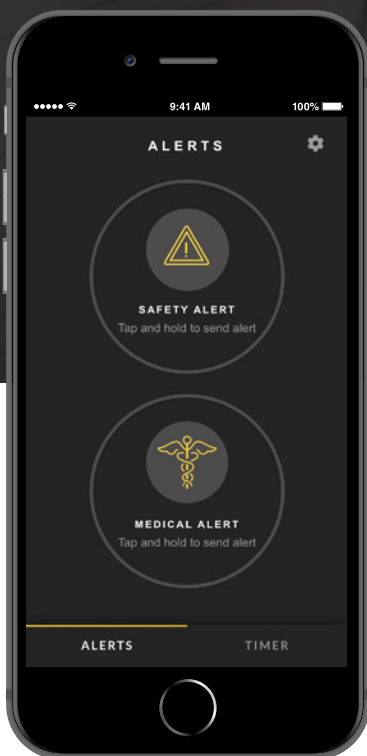 9:41 AM
100%
ALERTS
SAFETY ALERT
Tap and hold to send alert
MEDICAL ALERT
Tap and hold to send alert
ALERTS
TIMER